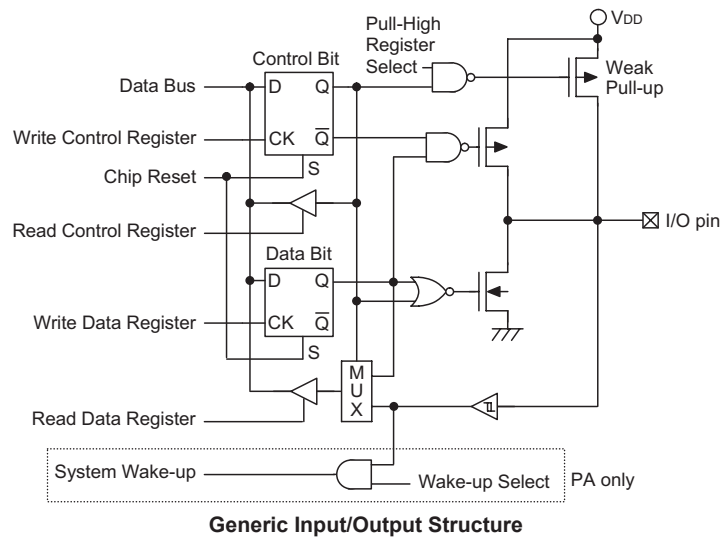 VDD
Pull-High
Register
Select
Control Bit
Weak
Pull-up
Data Bus
D
Q
Write Control Register
CK
Q
Chip Reset
S
I/O pin
Read Control Register
Data Bit
D
Q
Write Data Register
CK
Q
S
M
U
X
Read Data Register
System Wake-up
Wake-up Select
PA only
Generic Input/Output Structure